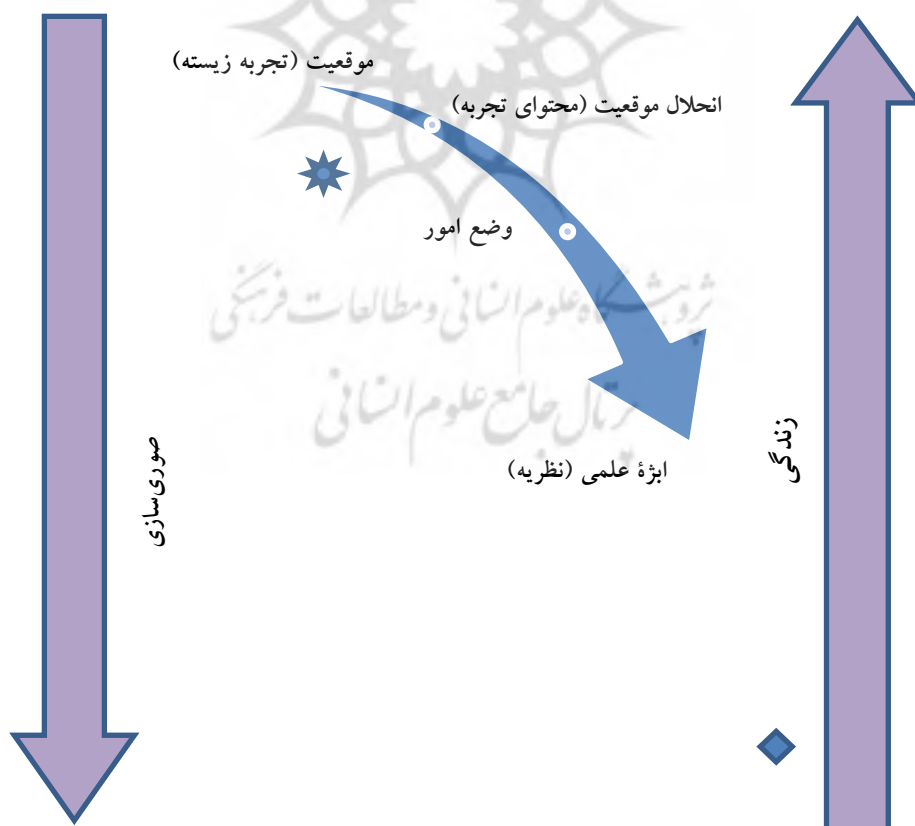 موقعیت (تجربه زیسته)
انحلال موقعیت (محتوای تجربه)
وضع امور
پژوهشگاه علوم انسانی و مطالعات فرهنگی
پرتال جامع علوم انسانی
زندگی
صوری‌سازی
ابژهٔ علمی (نظریه)